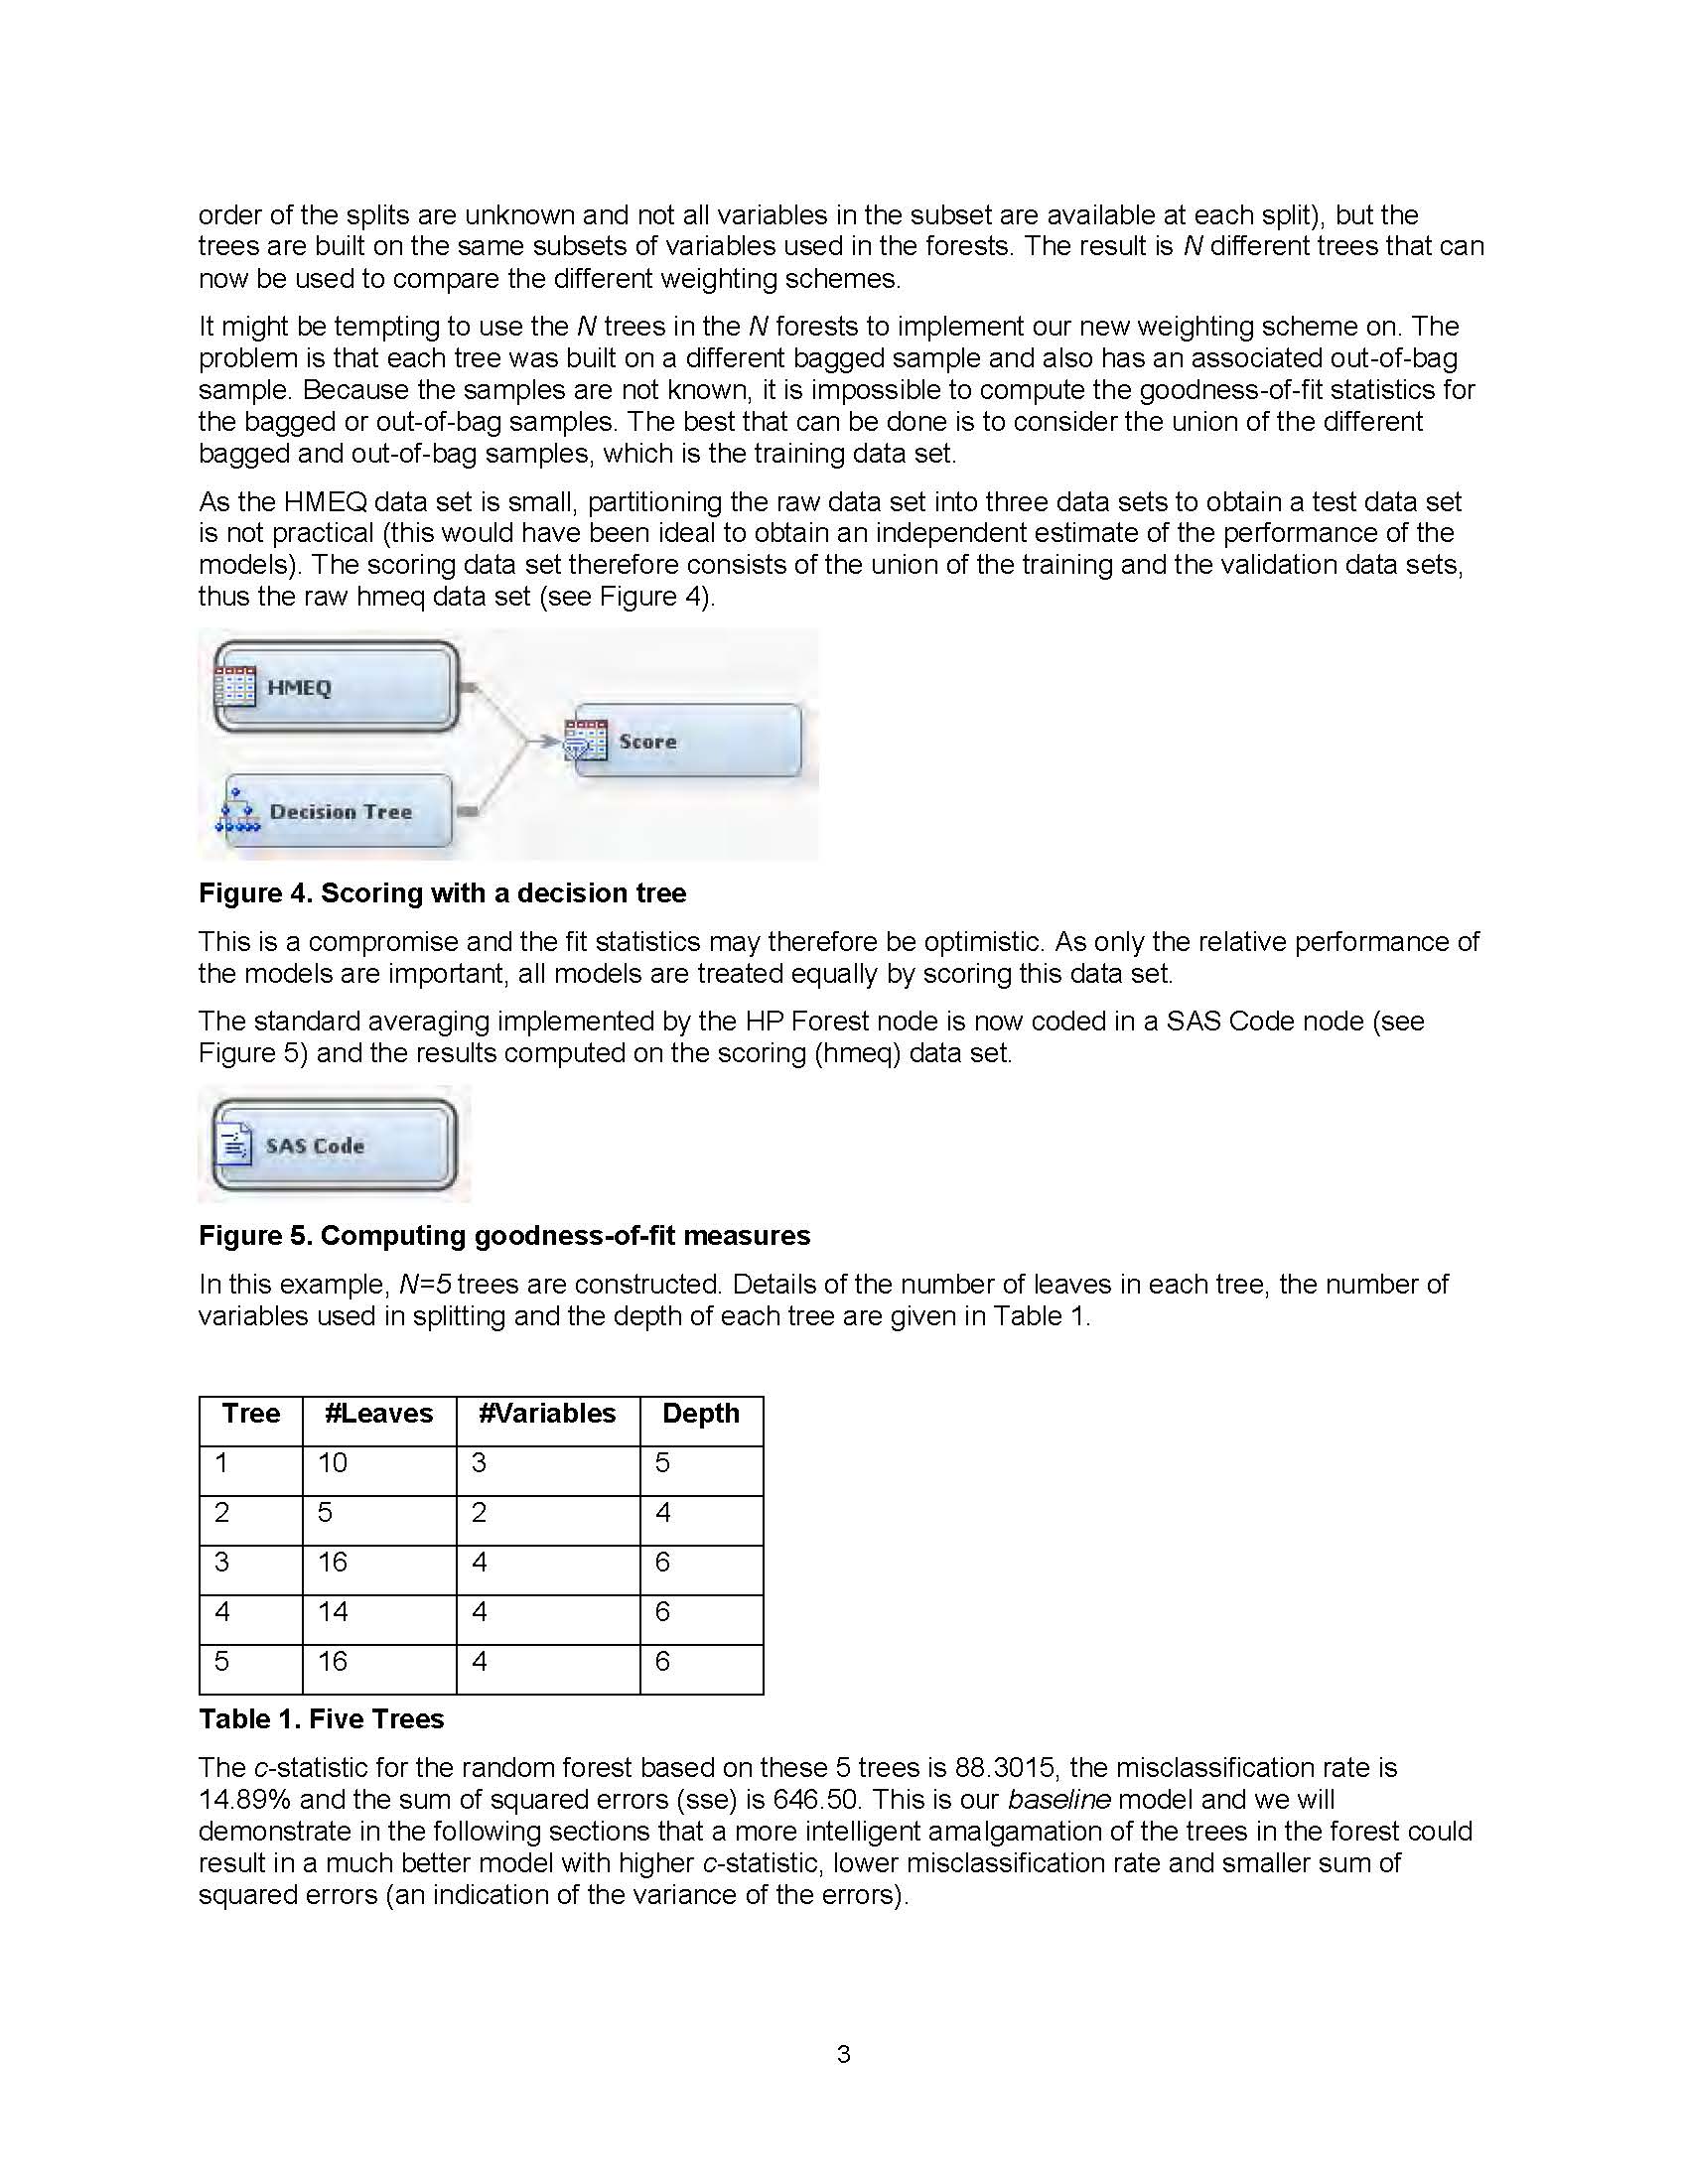 order of the splits are unknown and not all variables in the subset are available at each split), but the
trees are built on the same subsets of variables used in the forests. The result is N different trees that can
now be used to compare the different weighting schemes.
It might be tempting to use the N trees in the N forests to implement our new weighting scheme on. The
problem is that each tree was built on a different bagged sample and also has an associated out-of-bag
sample. Because the samples are not known, it is impossible to compute the goodness-of-fit statistics for
the bagged or out-of-bag samples. The best that can be done is to consider the union of the different
bagged and out-of-bag samples, which is the training data set.
As the HMEQ data set is small, partitioning the raw data set into three data sets to obtain a test data set
is not practical (this would have been ideal to obtain an independent estimate of the performance of the
models). The scoring data set therefore consists of the union of the training and the validation data sets,
thus the raw hmeq data set (see Figure 4).
HMEQ
Score
Decision Tree
Figure 4. Scoring with a decision tree
This is a compromise and the fit statistics may therefore be optimistic. As only the relative performance of
the models are important, all models are treated equally by scoring this data set.
The standard averaging implemented by the HP Forest node is now coded in a SAS Code node (see
Figure 5) and the results computed on the scoring (hmeq) data set.
SAS Code
Figure 5. Computing goodness-of-fit measures
In this example, N=5 trees are constructed. Details of the number of leaves in each tree, the number of
variables used in splitting and the depth of each tree are given in Table 1.
Tree #Leaves #Variables Depth
1 10 3 5
2 5 2 4
3 16 4 6
4 14 4 6
5 16 4 6
Table 1. Five Trees
The c-statistic for the random forest based on these 5 trees is 88.3015, the misclassification rate is
14.89% and the sum of squared errors (sse) is 646.50. This is our baseline model and we will
demonstrate in the following sections that a more intelligent amalgamation of the trees in the forest could
result in a much better model with higher c-statistic, lower misclassification rate and smaller sum of
squared errors (an indication of the variance of the errors).
3